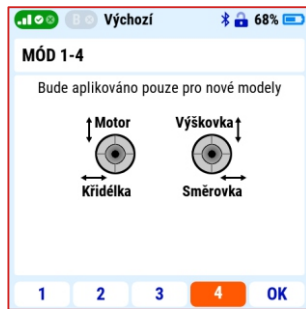 B Výchozí 68%
MÓD 1-4
Bude aplikováno pouze pro nové modely
Motor Výškovka
Křidélka Směrovka
1 2 3 4 OK